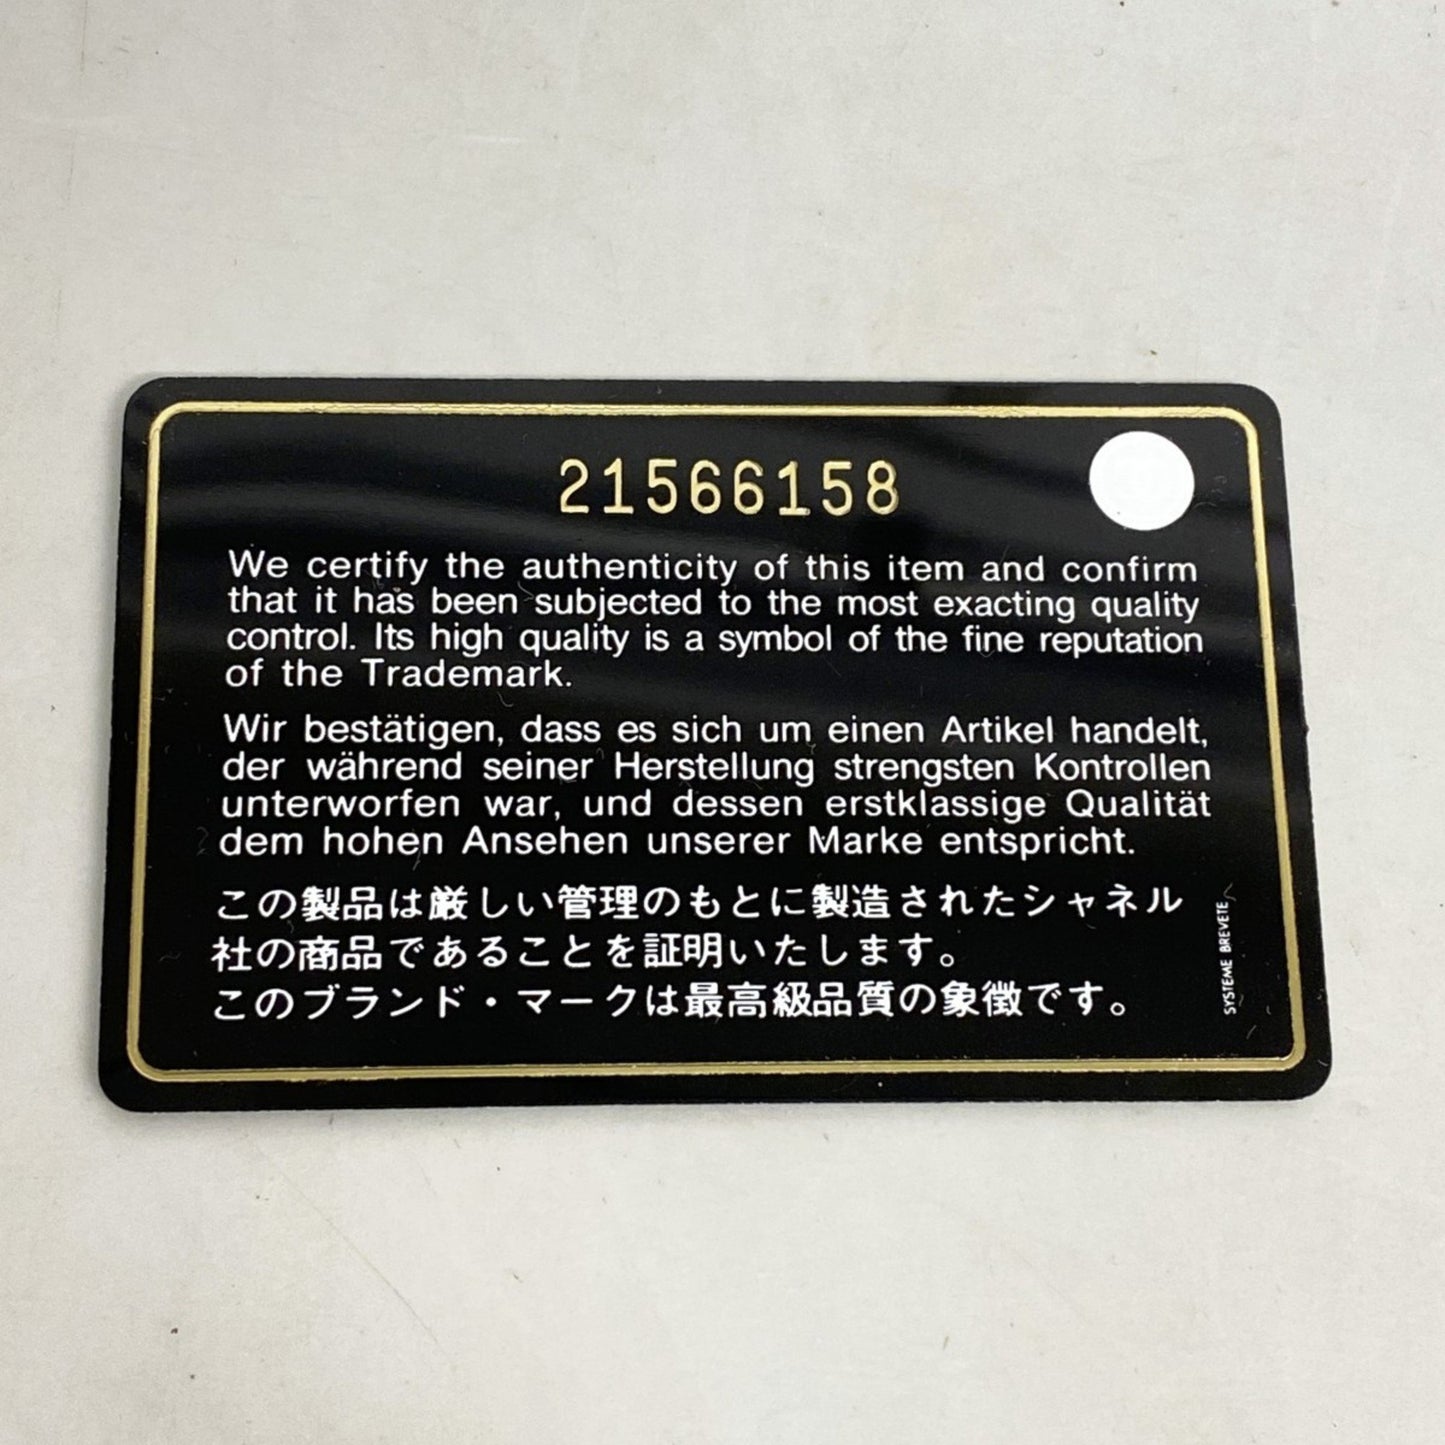 21566158
We certify the authenticity of this item and confirm
that it has been subjected to the most exacting quality
control. Its high quality is a symbol of the fine reputation
of the Trademark.
Wir bestätigen, dass es sich um einen Artikel handelt,
der während seiner Herstellung strengsten Kontrollen
unterworfen war, und dessen erstklassige Qualität
dem hohen Ansehen unserer Marke entspricht.
この製品は厳しい管理のもとに製造されたシャネル
社の商品であることを証明いたします。
このブランド・マークは最高級品質の象徴です。
SYSTEME BREVETE